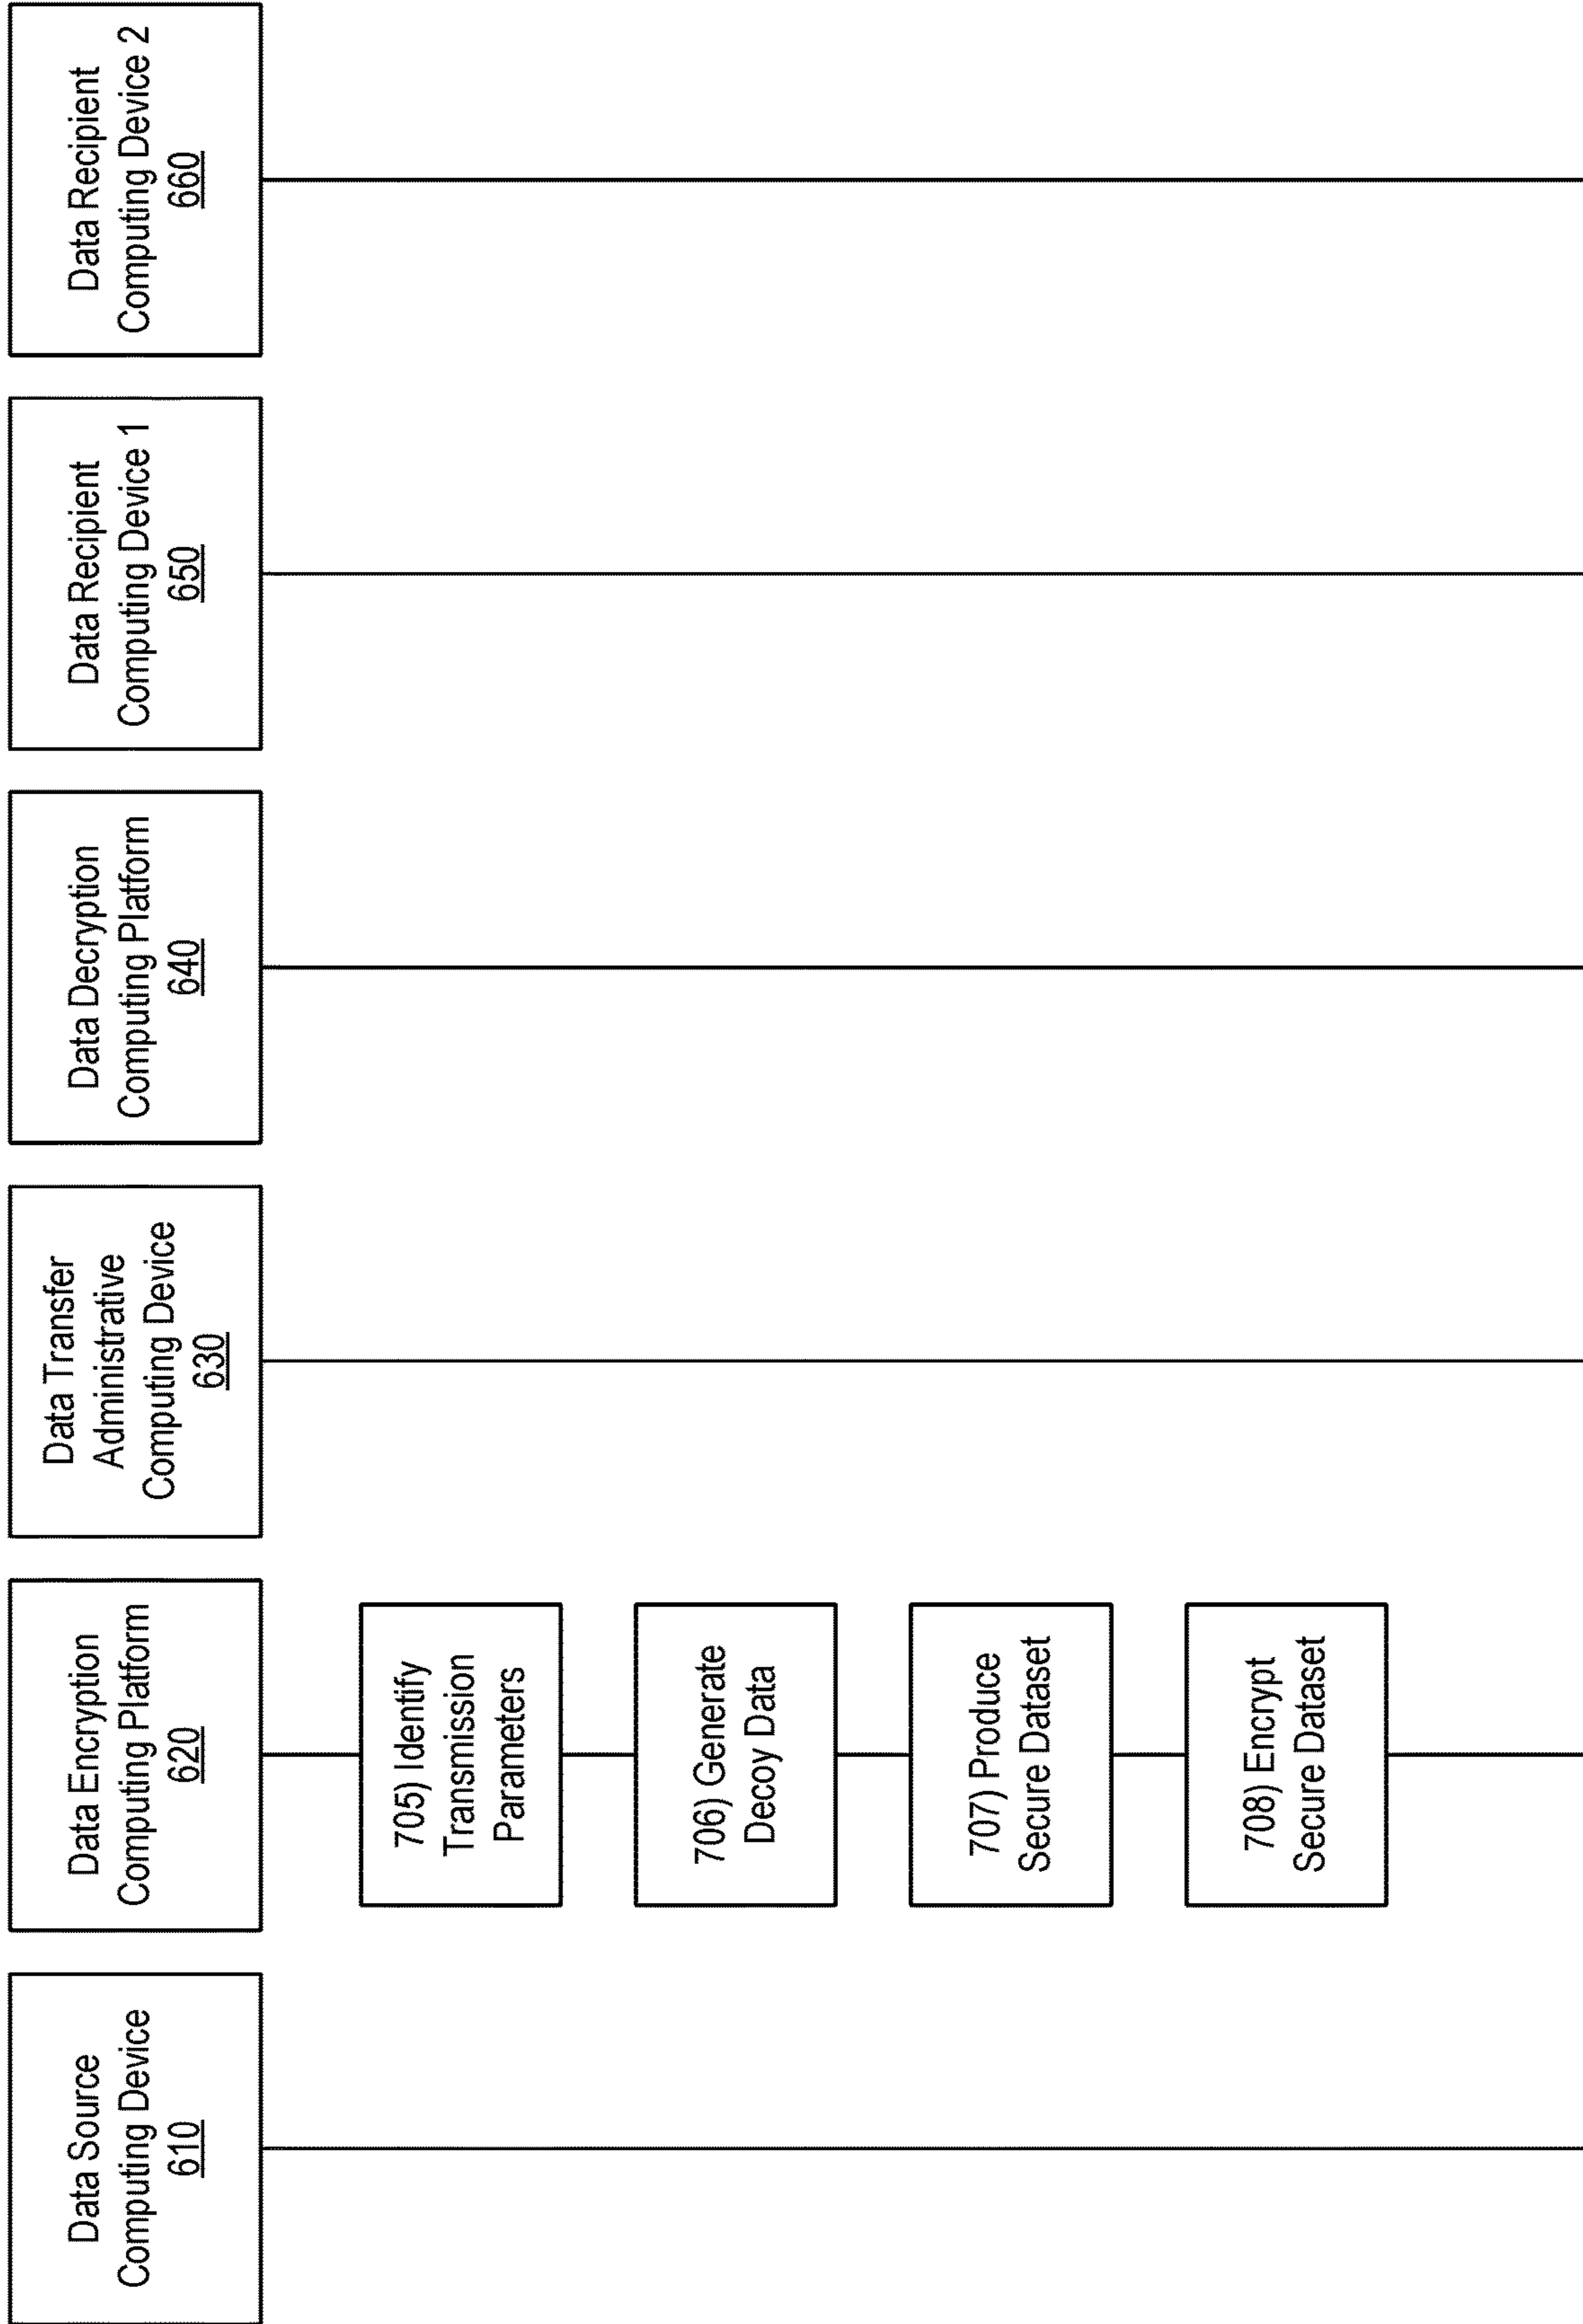 Data Source
Computing Device
610
Data Encryption
Computing Platform
620
Data Transfer
Administrative
Computing Device
630
Data Decryption
Computing Platform
640
Data Recipient
Computing Device 1
650
Data Recipient
Computing Device 2
660
705) Identify
Transmission
Parameters
706) Generate
Decoy Data
707) Produce
Secure Dataset
708) Encrypt
Secure Dataset